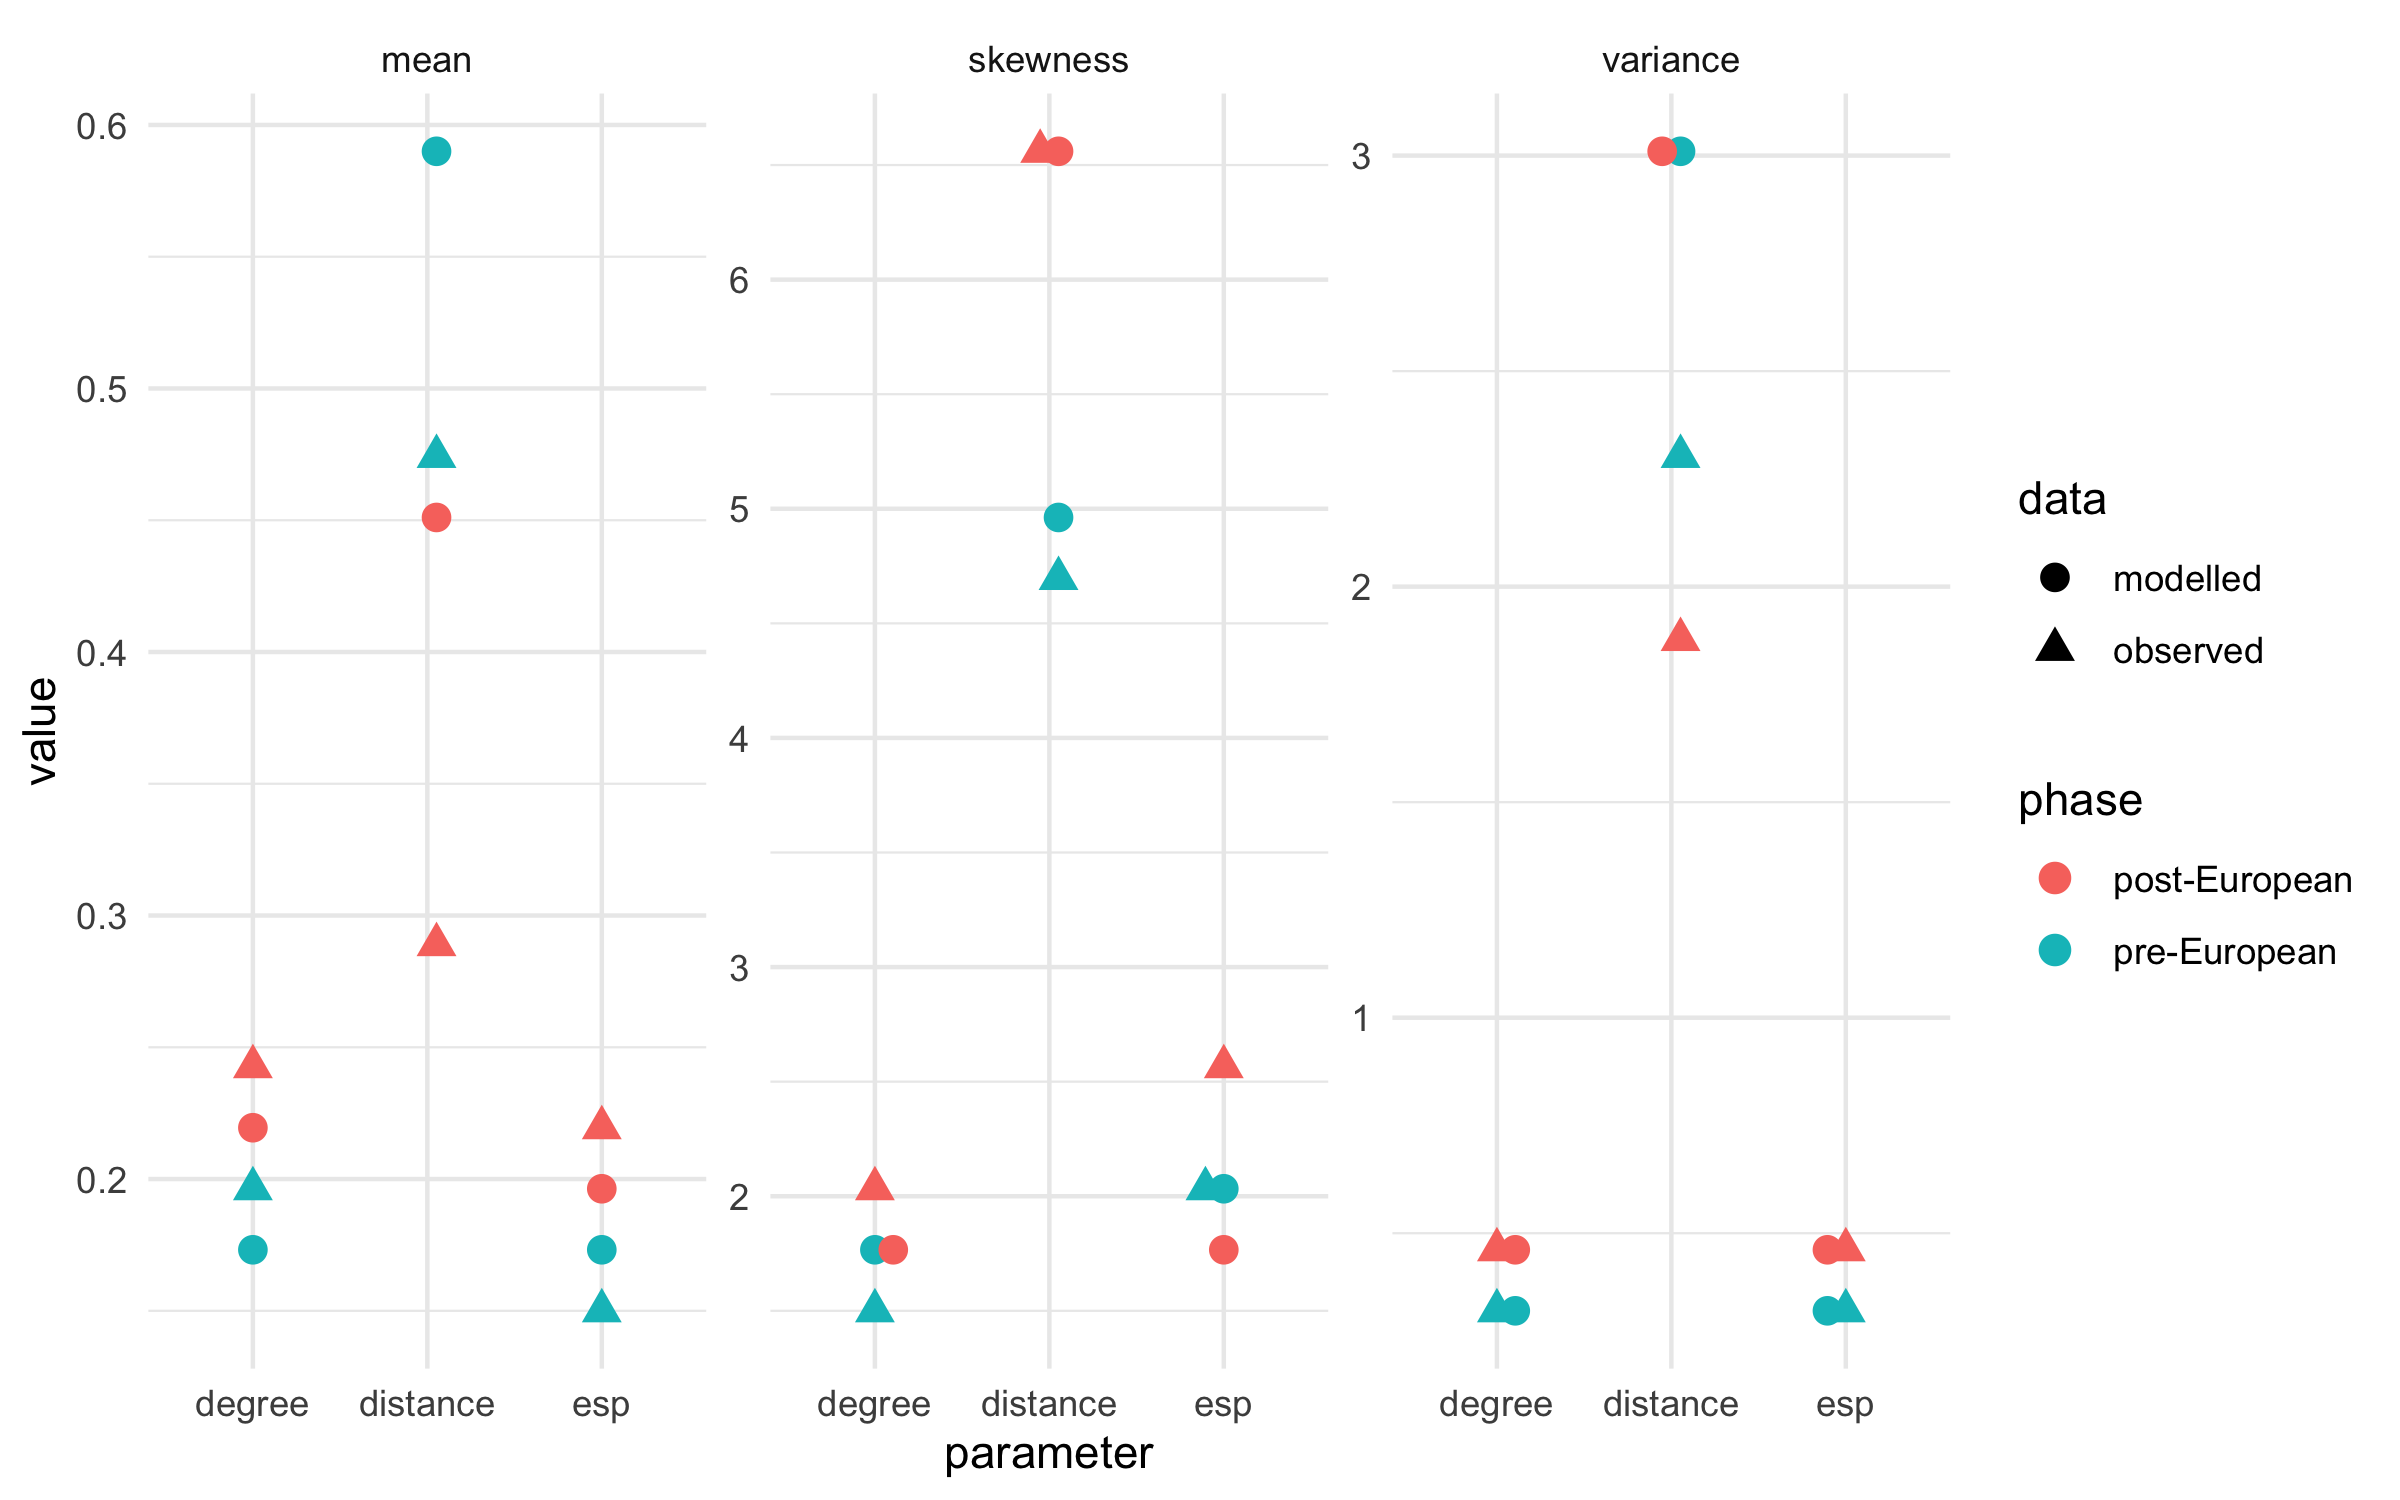 mean
skewness
variance
0.6
0.5
0.4
0.3
0.2
6
5
4
3
2
3
2
1
value
degree distance esp
degree distance esp
degree distance esp
parameter
data
modelled
observed
phase
post-European
pre-European